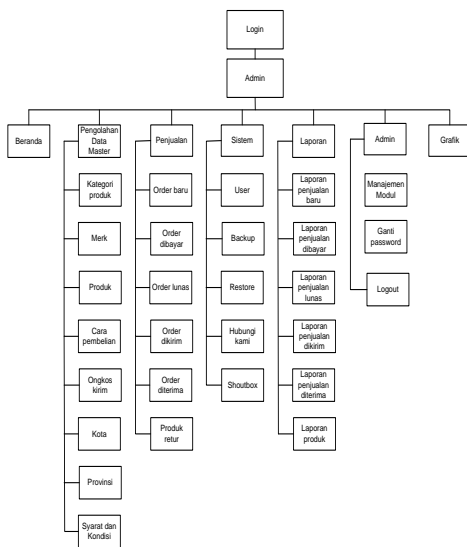 Login
Admin
Beranda
Pengolahan
Data
Master
Penjualan
Sistem
Laporan
Admin
Grafik
Kategori
produk
Merk
Produk
Cara
pembelian
Ongkos
kirim
Kota
Provinsi
Syarat dan
Kondisi
Order baru
Order
dibayar
Order lunas
Order
dikirim
Order
diterima
Produk
retur
User
Backup
Restore
Hubungi
kami
Shoutbox
Laporan
penjualan
baru
Laporan
penjualan
dibayar
Laporan
penjualan
lunas
Laporan
penjualan
dikirim
Laporan
penjualan
diterima
Laporan
produk
Manajemen
Modul
Ganti
password
Logout